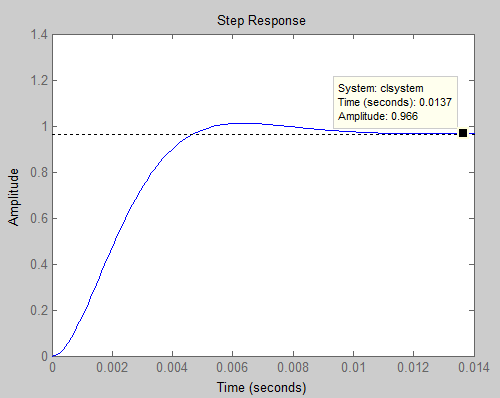 Step Response
1.4
1.2
1
0.8
0.6
0.4
0.2
0
Amplitude
System: clsystem
Time (seconds): 0.0137
Amplitude: 0.966
0 0.002 0.004 0.006 0.008 0.01 0.012 0.014
Time (seconds)